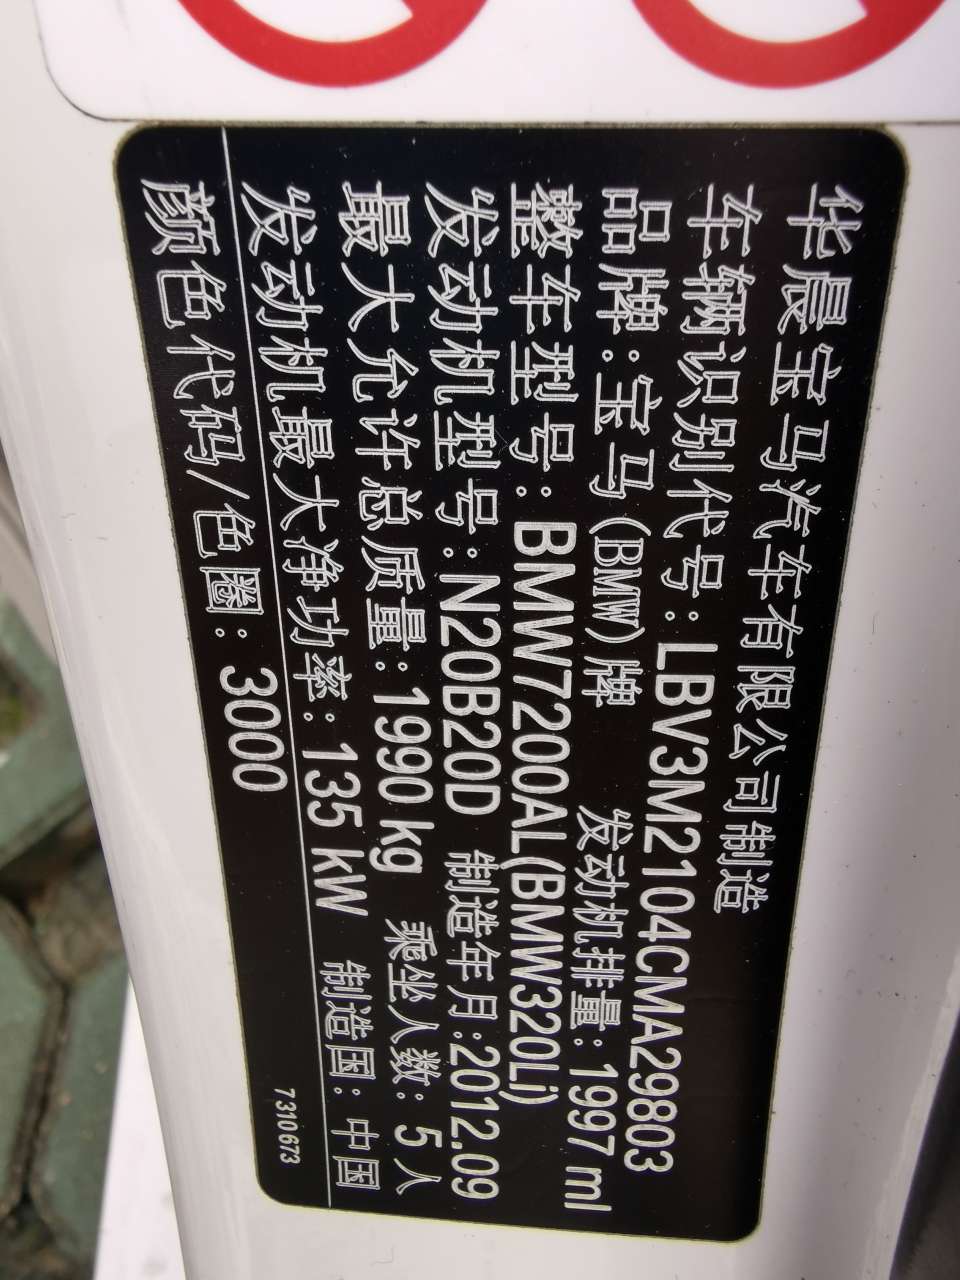 华晨宝马汽车有限公司制造
车辆识别代号:LBV3M2104CMA29803
品牌:宝马(BMW)牌 发动机排量:1997 ml
整车型号:BMW7200AL(BMW320Li)
发动机型号:N20B20D 制造年月:2012.09
最大允许总质量:1990 kg 乘坐人数:5人
发动机最大净功率:135 kW 制造国:中国
颜色代码/色圈:3000
7310673